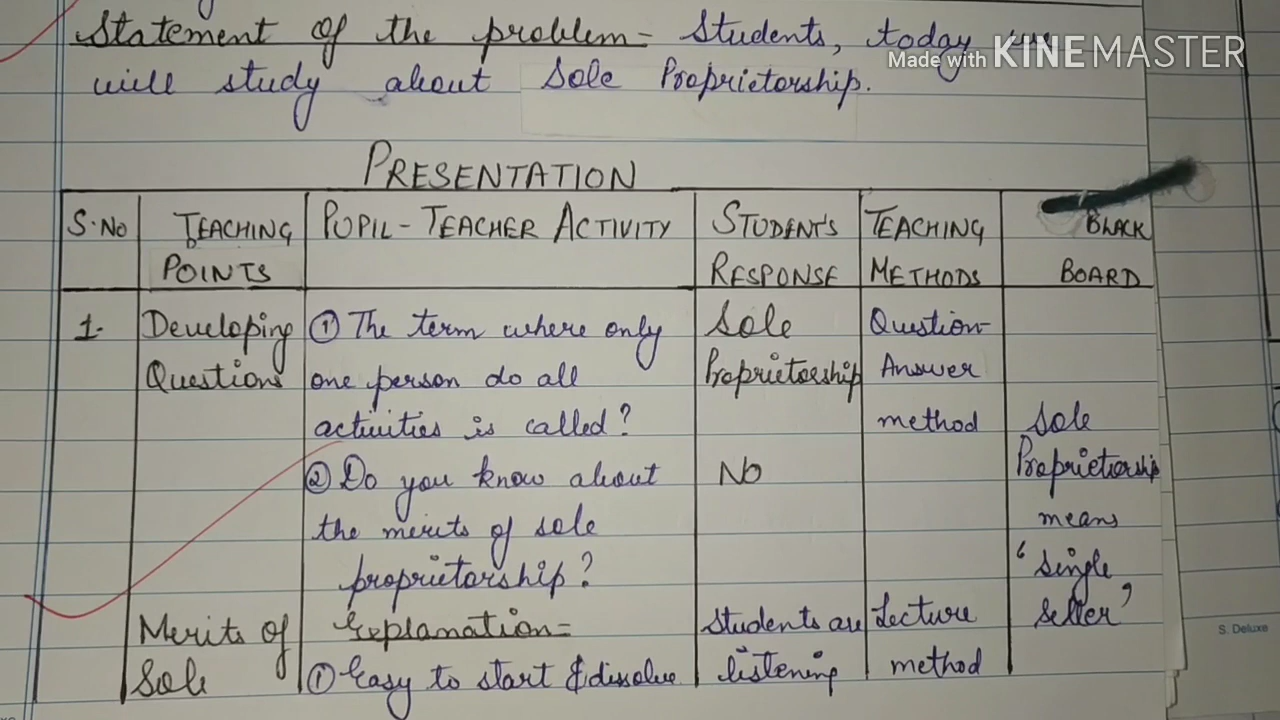 Statement of the problem - Students, today we
will study about Sole Proprietorship.
Made with KINEMASTER
PRESENTATION
S.No TEACHING POINTS PUPIL-TEACHER ACTIVITY STUDENT'S RESPONSE TEACHING METHODS BLACK BOARD
1. Developing ① The term where only Sole Question-
Questions one person do all Proprietorship Answer
activities is called? method Sole
② Do you know about No Proprietorship
the merits of sole means
proprietorship? 'Single
Merits of Explanation= Students are Lecture Seller'
Sole ① Easy to start & dissolve listening method
S. Deluxe